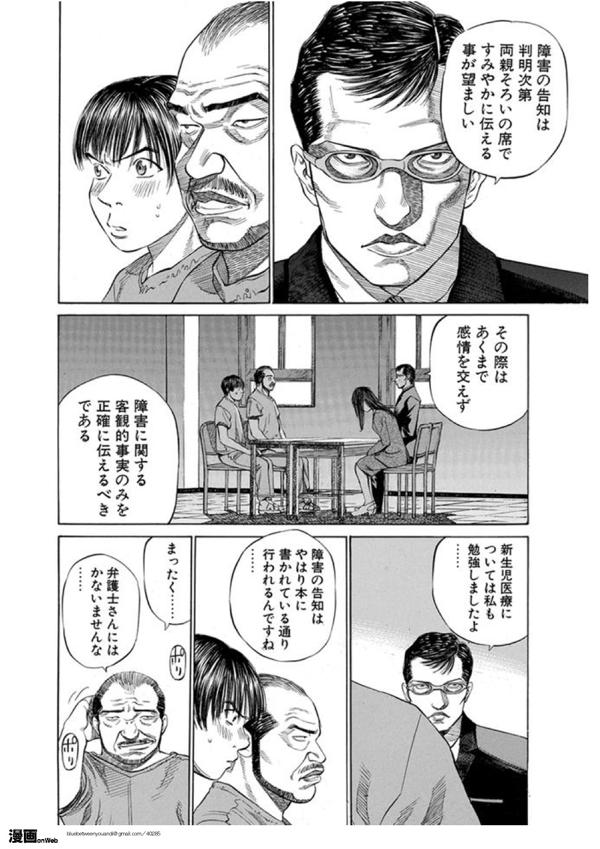 障害の告知は
判明次第
両親そろいの席で
すみやかに伝える
事が望ましい
その際は
あくまで
感情を交えず
障害に関する
客観的事実のみを
正確に伝えるべき
である
新生児医療に
ついては私も
勉強しましたよ
……
障害の告知は
やはり本に
書かれている通り
行われるんですね
まったく……
弁護士さんには
かないませんな
……
ポリ
ポリ
漫画 on Web
bluebetweenyouandi@gmail.com / 40285